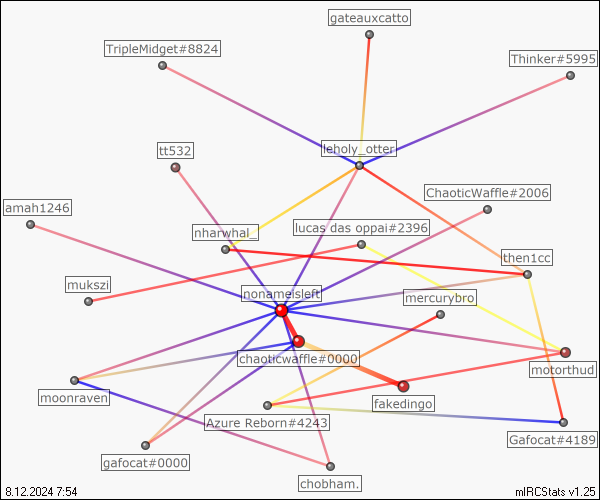 gateauxcatto
TripleMidget#8824
Thinker#5995
tt532
leholy_otter
ChaoticWaffle#2006
amah1246
nharwhal_
lucas das oppai#2396
then1cc
mukszi
nonameisleft
mercurybro
chaoticwaffle#0000
motorthud
moonraven
fakedingo
Azure Reborn#4243
Gafocat#4189
gafocat#0000
chobham.
8.12.2024 7:54
mIRCStats v1.25